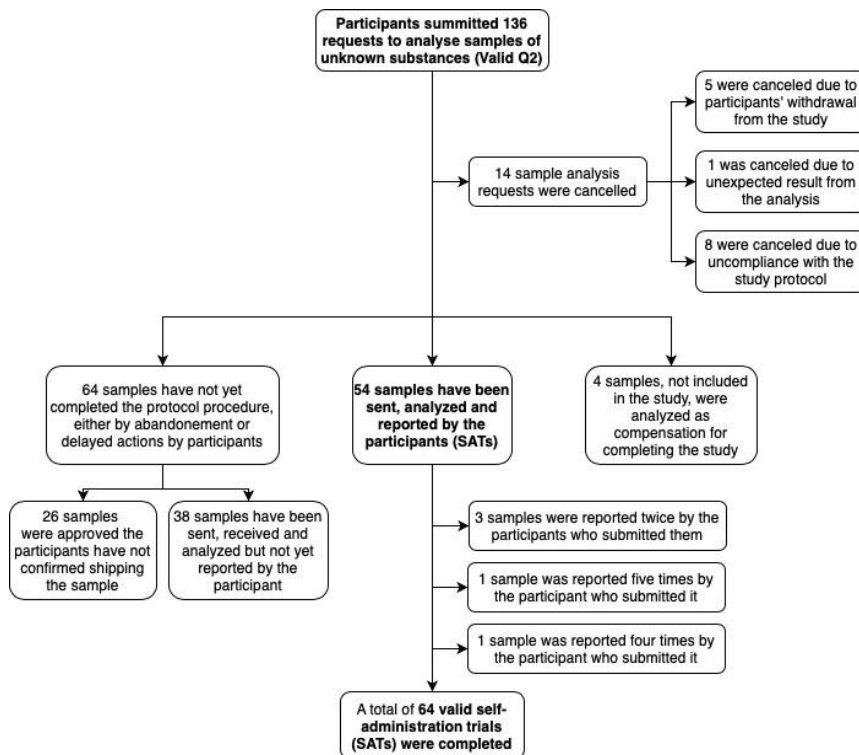 Participants summitted 136
requests to analyse samples of
unknown substances (Valid Q2)
5 were canceled due to
participants' withdrawal
from the study
14 sample analysis
requests were cancelled
1 was canceled due to
unexpected result from
the analysis
8 were canceled due to
uncompliance with the
study protocol
64 samples have not yet
completed the protocol procedure,
either by abandonement or
delayed actions by participants
54 samples have been
sent, analyzed and
reported by the
participants (SATs)
4 samples, not included
in the study, were
analyzed as
compensation for
completing the study
26 samples
were approved the
participants have not
confirmed shipping
the sample
38 samples have been
sent, received and
analyzed but not yet
reported by the
participant
3 samples were reported twice by the
participants who submitted them
1 sample was reported five times by
the participant who submitted it
1 sample was reported four times by
the participant who submitted it
A total of 64 valid self-
administration trials
(SATs) were completed